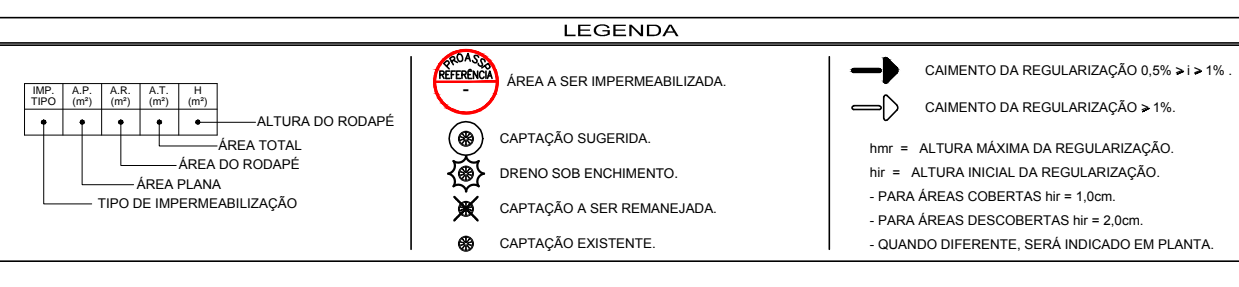 LEGENDA
IMP. TIPO
A.P. (m²)
A.R. (m²)
A.T. (m²)
H (m²)
ALTURA DO RODAPÉ
ÁREA TOTAL
ÁREA DO RODAPÉ
ÁREA PLANA
TIPO DE IMPERMEABILIZAÇÃO
PROASSP
REFERÊNCIA
-
ÁREA A SER IMPERMEABILIZADA.
CAPTAÇÃO SUGERIDA.
DRENO SOB ENCHIMENTO.
CAPTAÇÃO A SER REMANEJADA.
CAPTAÇÃO EXISTENTE.
CAIMENTO DA REGULARIZAÇÃO 0,5% ⩾ i ⩾ 1% .
CAIMENTO DA REGULARIZAÇÃO ⩾ 1%.
hmr = ALTURA MÁXIMA DA REGULARIZAÇÃO.
hir = ALTURA INICIAL DA REGULARIZAÇÃO.
- PARA ÁREAS COBERTAS hir = 1,0cm.
- PARA ÁREAS DESCOBERTAS hir = 2,0cm.
- QUANDO DIFERENTE, SERÁ INDICADO EM PLANTA.